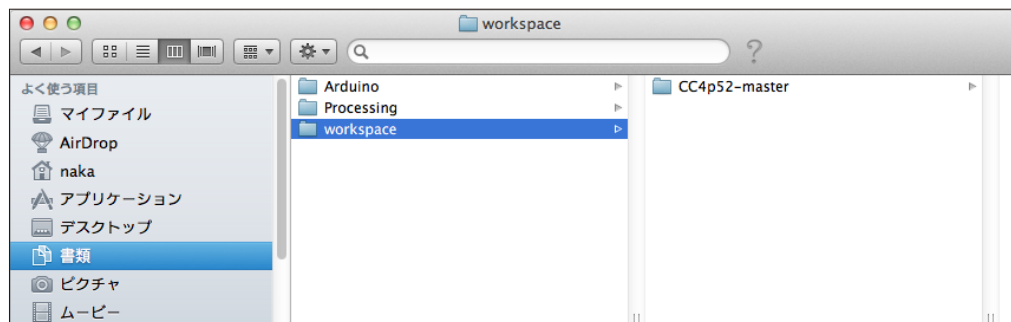 workspace
?
よく使う項目
マイファイル
AirDrop
naka
アプリケーション
デスクトップ
書類
ピクチャ
ムービー
Arduino
Processing
workspace
CC4p52-master